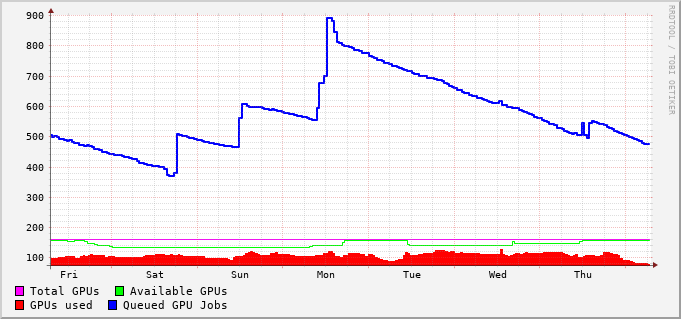 900
800
700
600
500
400
300
200
100
Fri Sat Sun Mon Tue Wed Thu
Total GPUs Available GPUs
GPUs used Queued GPU Jobs
RRDTOOL / TOBI OETIKER